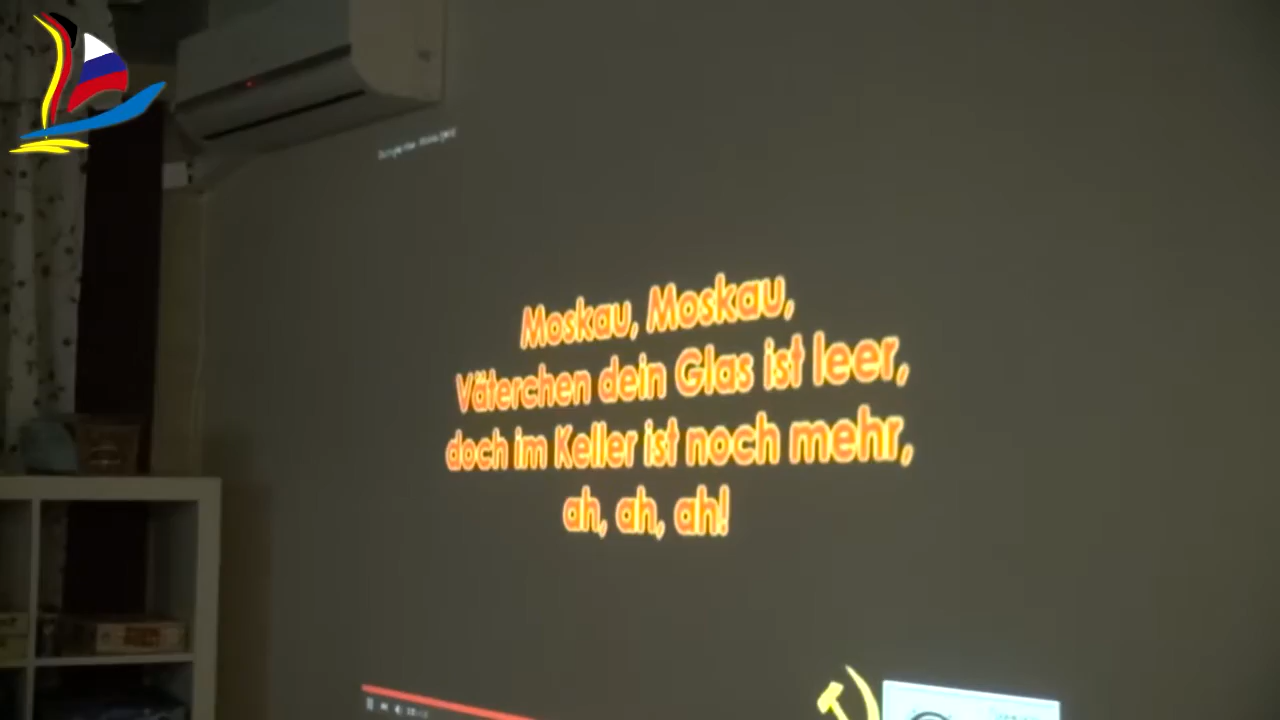 Moskau, Moskau,
Väterchen dein Glas ist leer,
doch im Keller ist noch mehr,
ah, ah, ah!